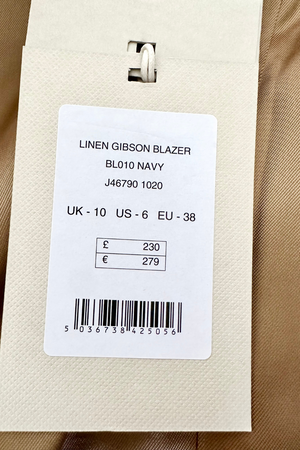 LINEN GIBSON BLAZER
BL010 NAVY
J46790 1020
UK - 10 US - 6 EU - 38
£ 230
€ 279
5 036738 425056